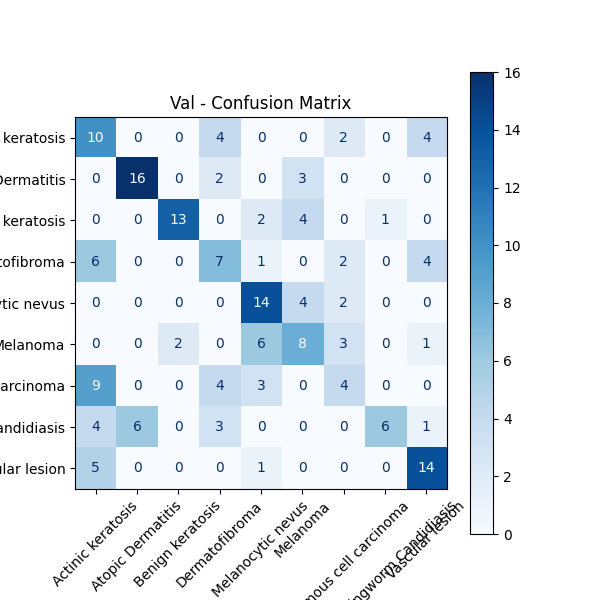 Val - Confusion Matrix
keratosis 10 0 0 4 0 0 2 0 4
Dermatitis 0 16 0 2 0 3 0 0 0
keratosis 0 0 13 0 2 4 0 1 0
tofibroma 6 0 0 7 1 0 2 0 4
tic nevus 0 0 0 0 14 4 2 0 0
Melanoma 0 0 2 0 6 8 3 0 1
arcinoma 9 0 0 4 3 0 4 0 0
andidiasis 4 6 0 3 0 0 0 6 1
ular lesion 5 0 0 0 1 0 0 0 14
Actinic keratosis
Atopic Dermatitis
Benign keratosis
Dermatofibroma
Melanocytic nevus
Melanoma
mous cell carcinoma
ingworm Candidiasis
Vascular lesion
16
14
12
10
8
6
4
2
0